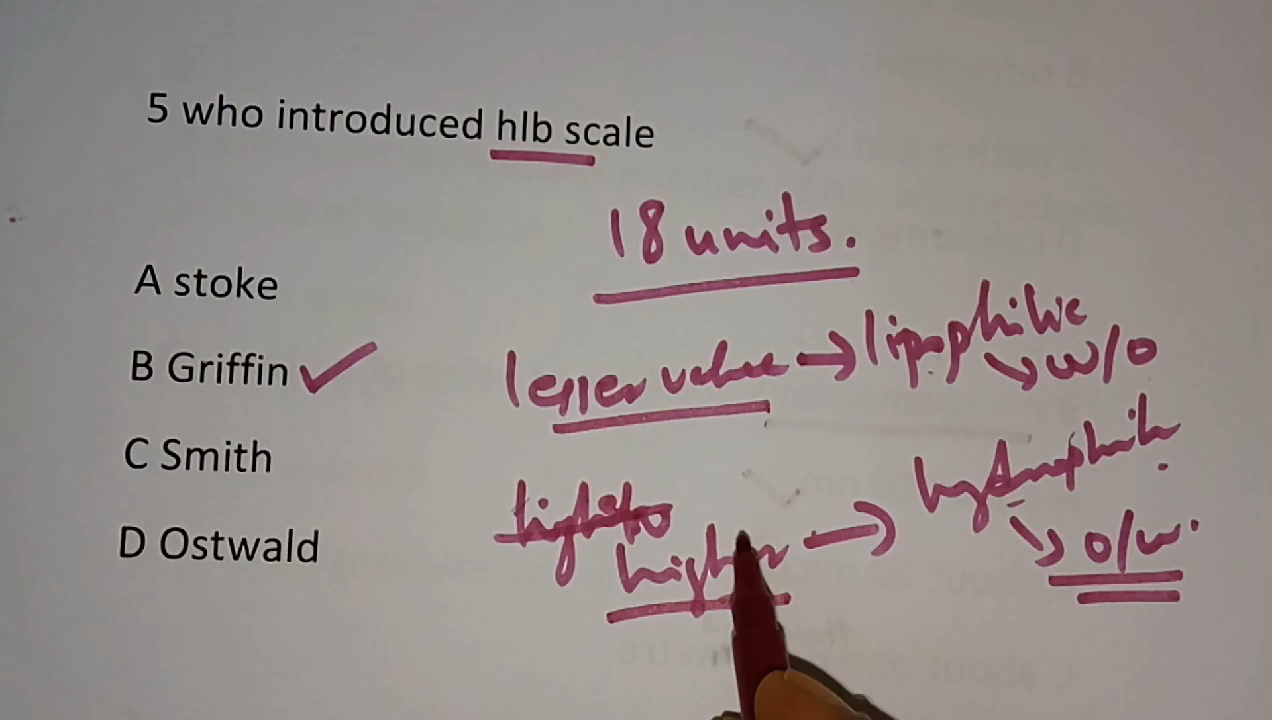 5 who introduced hlb scale
18 units.
A stoke
B Griffin
lesser value → lipophilic
↘ w/o
C Smith
higher → hydrophilic
↘ o/w.
D Ostwald